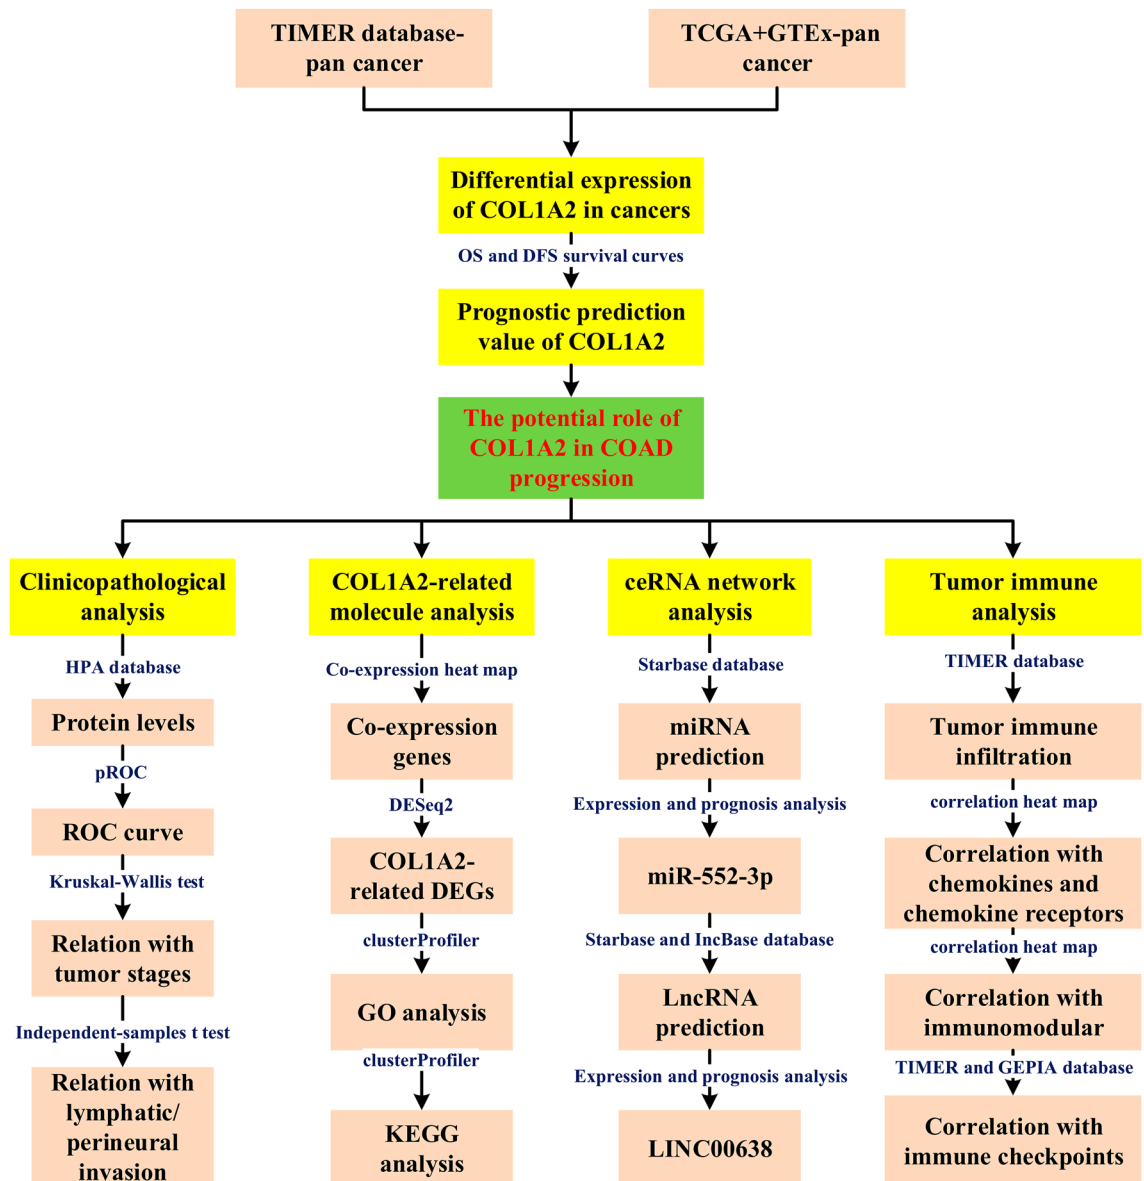 TIMER database-
pan cancer
TCGA+GTEx-pan
cancer
Differential expression
of COL1A2 in cancers
OS and DFS survival curves
Prognostic prediction
value of COL1A2
The potential role of
COL1A2 in COAD
progression
Clinicopathological
analysis
HPA database
Protein levels
pROC
ROC curve
Kruskal-Wallis test
Relation with
tumor stages
Independent-samples t test
Relation with
lymphatic/
perineural
invasion
COL1A2-related
molecule analysis
Co-expression heat map
Co-expression
genes
DESeq2
COL1A2-
related DEGs
clusterProfiler
GO analysis
clusterProfiler
KEGG
analysis
ceRNA network
analysis
Starbase database
miRNA
prediction
Expression and prognosis analysis
miR-552-3p
Starbase and IncBase database
LncRNA
prediction
Expression and prognosis analysis
LINC00638
Tumor immune
analysis
TIMER database
Tumor immune
infiltration
correlation heat map
Correlation with
chemokines and
chemokine receptors
correlation heat map
Correlation with
immunomodular
TIMER and GEPIA database
Correlation with
immune checkpoints